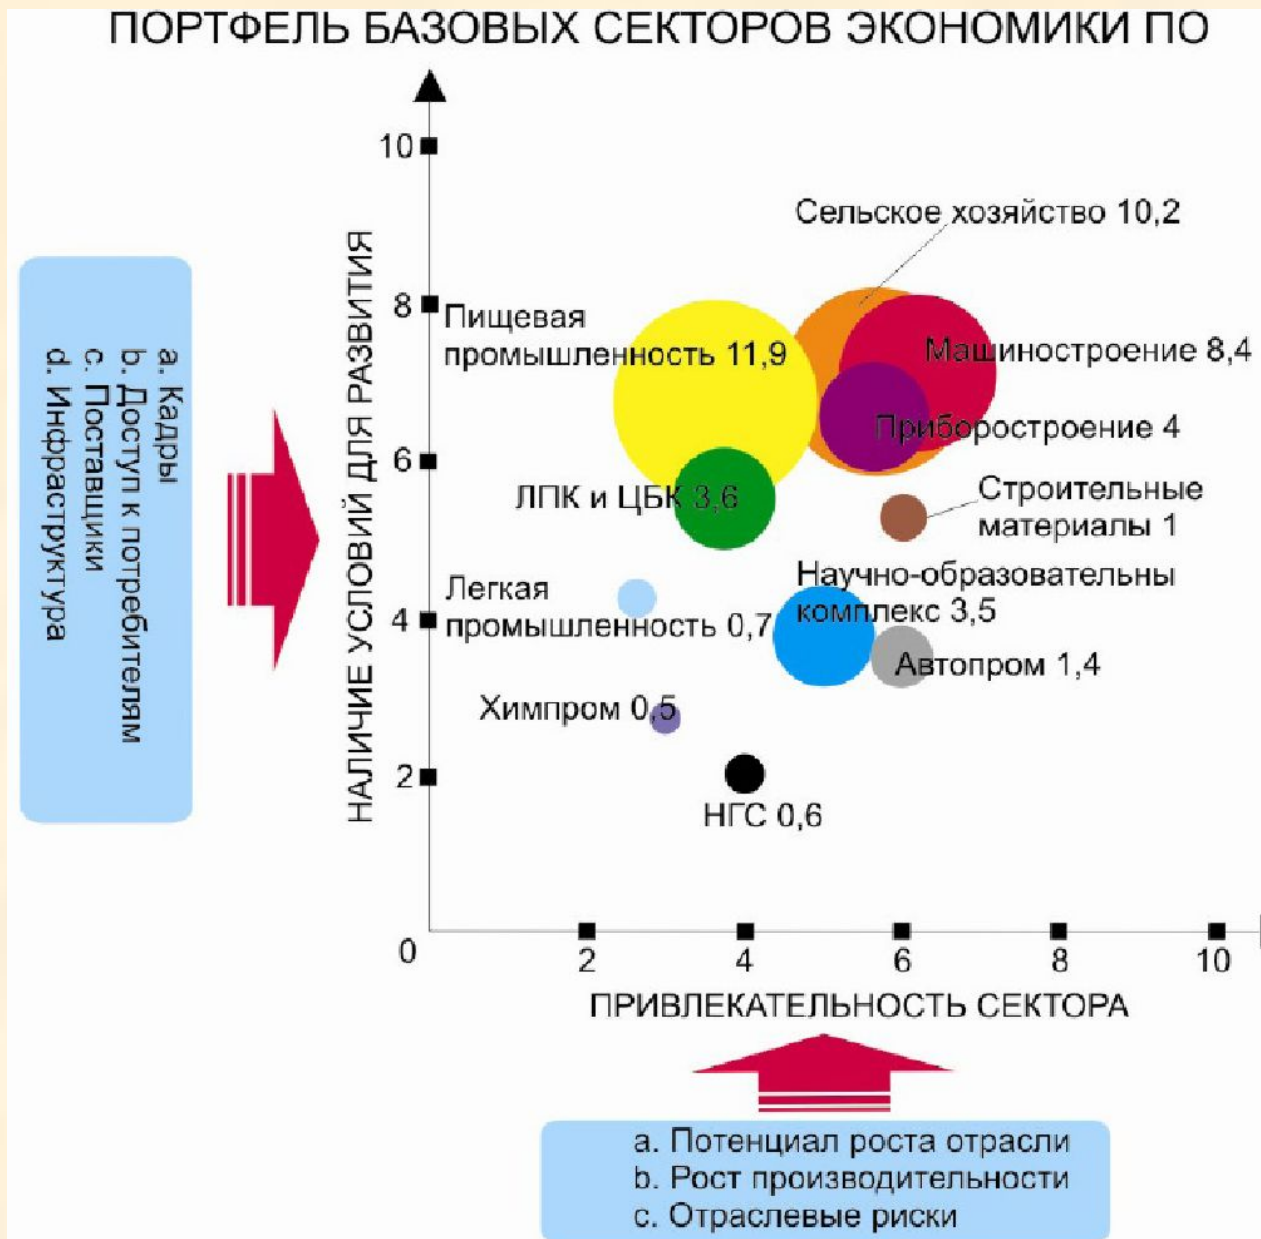 ПОРТФЕЛЬ БАЗОВЫХ СЕКТОРОВ ЭКОНОМИКИ ПО
10
Сельское хозяйство 10,2
8
Пищевая
промышленность 11,9
Машиностроение 8,4
Приборостроение 4
6
ЛПК и ЦБК 3,6
Строительные
материалы 1
Научно-образовательны
комплекс 3,5
Легкая
промышленность 0,7
4
Автопром 1,4
Химпром 0,5
2
НГС 0,6
НАЛИЧИЕ УСЛОВИЙ ДЛЯ РАЗВИТИЯ
a. Кадры
b. Доступ к потребителям
c. Поставщики
d. Инфраструктура
0
2 4 6 8 10
ПРИВЛЕКАТЕЛЬНОСТЬ СЕКТОРА
a. Потенциал роста отрасли
b. Рост производительности
c. Отраслевые риски